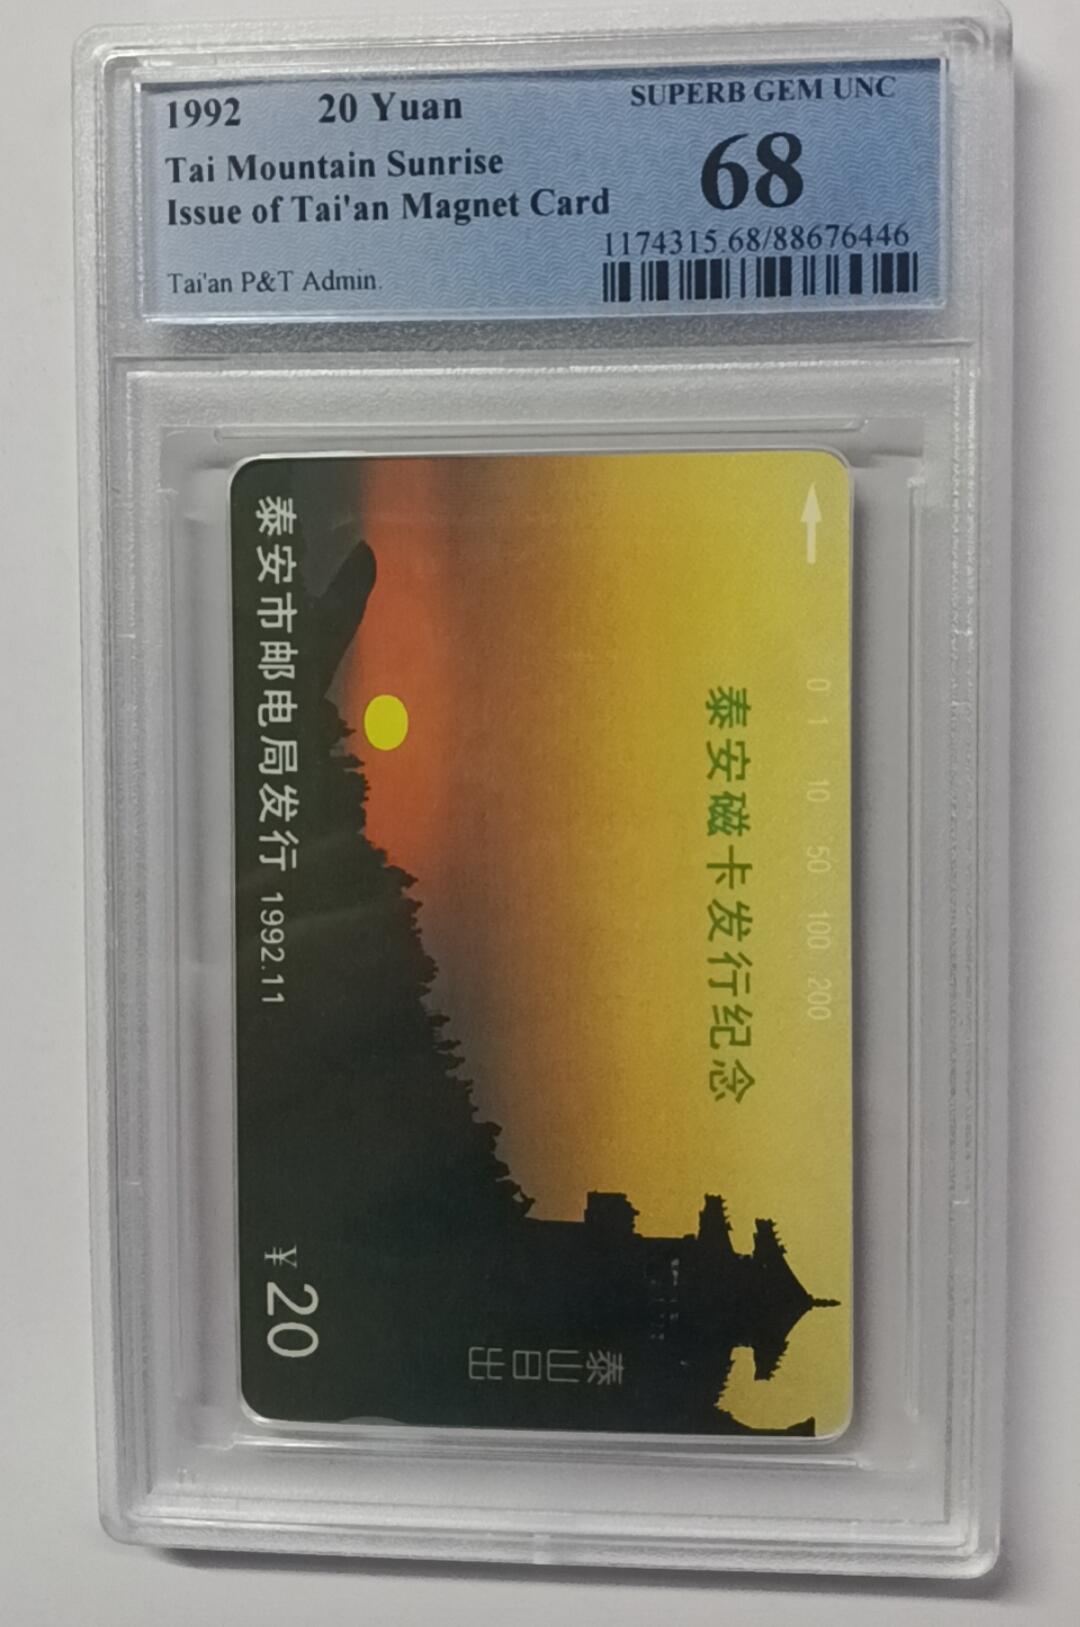 1992 20 Yuan
SUPERB GEM UNC
Tai Mountain Sunrise
68
Issue of Tai'an Magnet Card
1174315.68/88676446
Tai'an P&T Admin.
0 1 10 50 100 200
泰安磁卡发行纪念
泰山日出
泰安市邮电局发行 1992.11
¥20